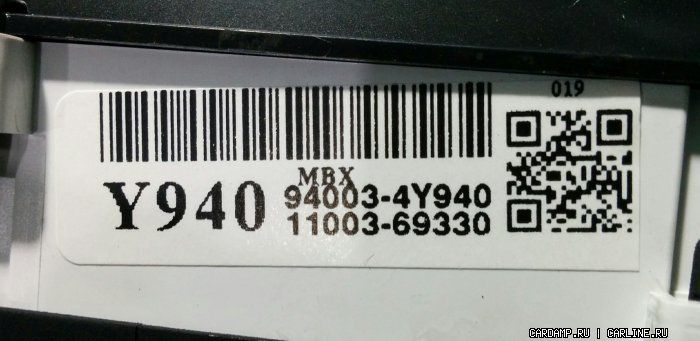 019
MBX
Y940
94003-4Y940
11003-69330
CARDAMP.RU | CARLINE.RU